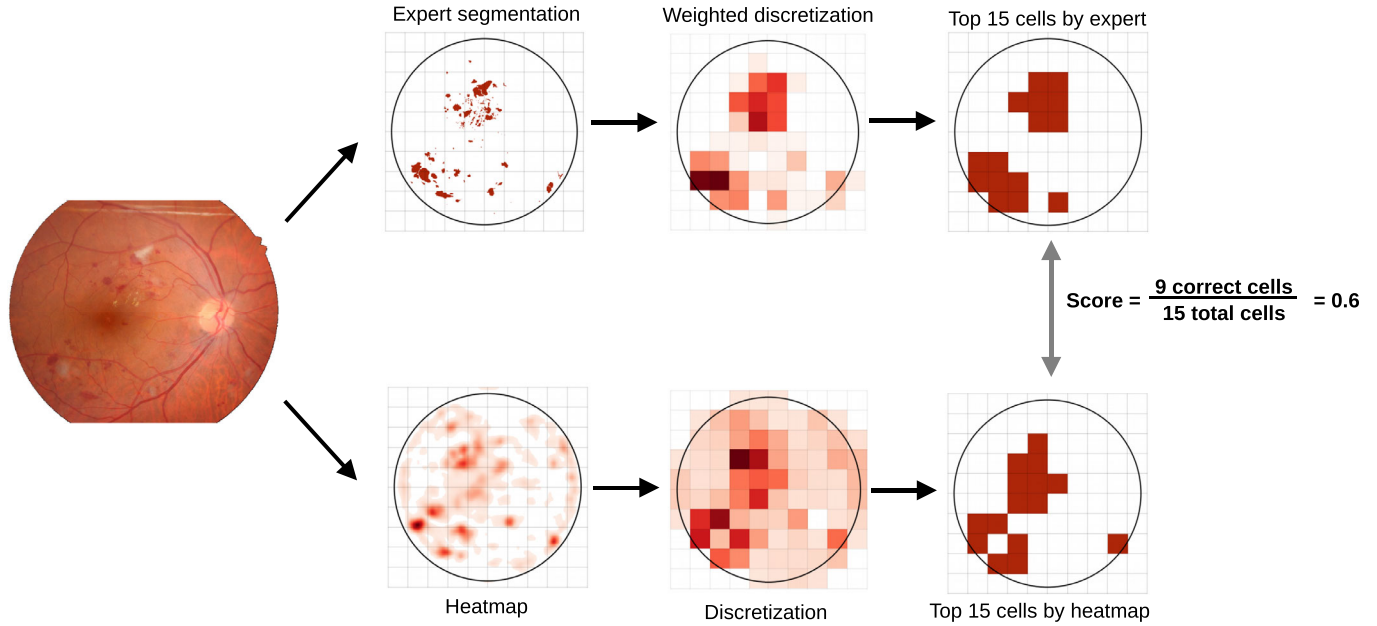 Expert segmentation
Weighted discretization
Top 15 cells by expert
Score = 9 correct cells / 15 total cells = 0.6
Heatmap
Discretization
Top 15 cells by heatmap